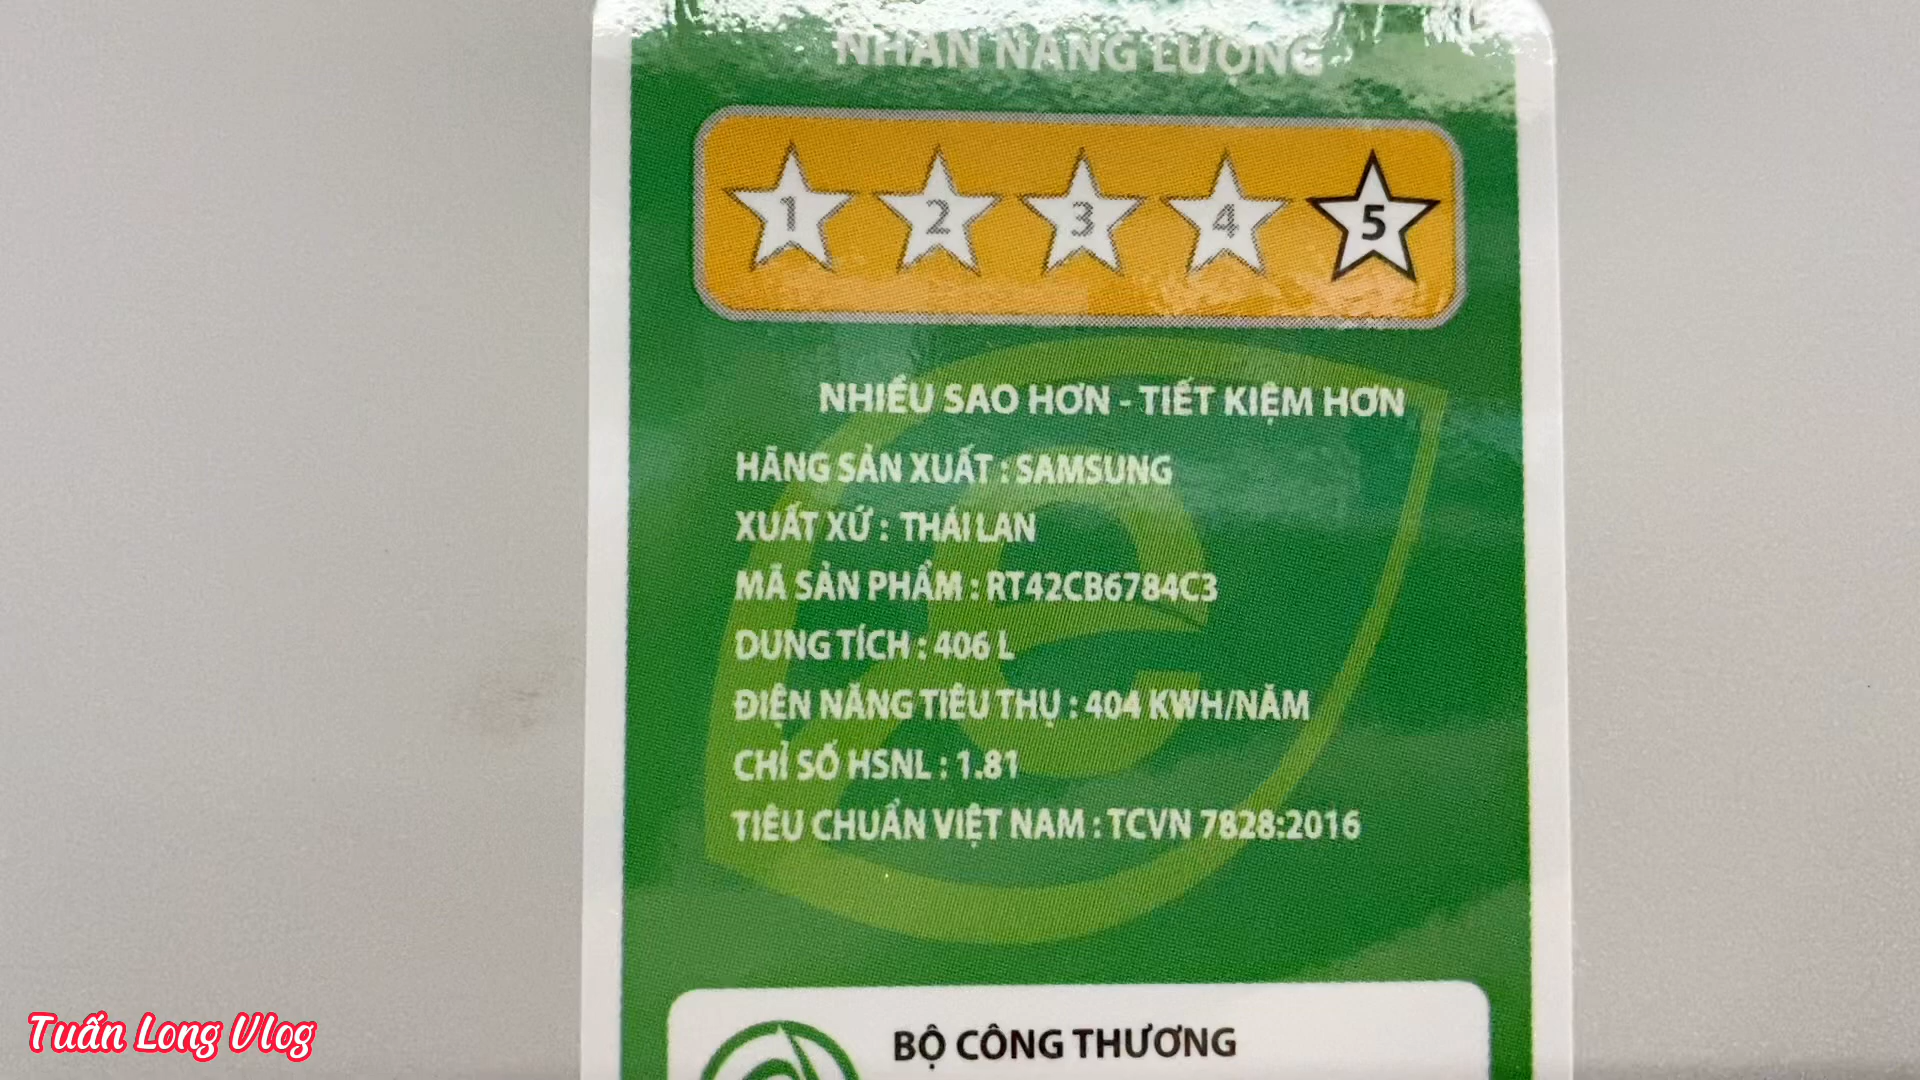 NHÃN NĂNG LƯỢNG
1 2 3 4 5
NHIỀU SAO HƠN - TIẾT KIỆM HƠN
HÃNG SẢN XUẤT : SAMSUNG
XUẤT XỨ : THÁI LAN
MÃ SẢN PHẨM : RT42CB6784C3
DUNG TÍCH : 406 L
ĐIỆN NĂNG TIÊU THỤ : 404 KWH/NĂM
CHỈ SỐ HSNL : 1.81
TIÊU CHUẨN VIỆT NAM : TCVN 7828:2016
BỘ CÔNG THƯƠNG
Tuấn Long Vlog